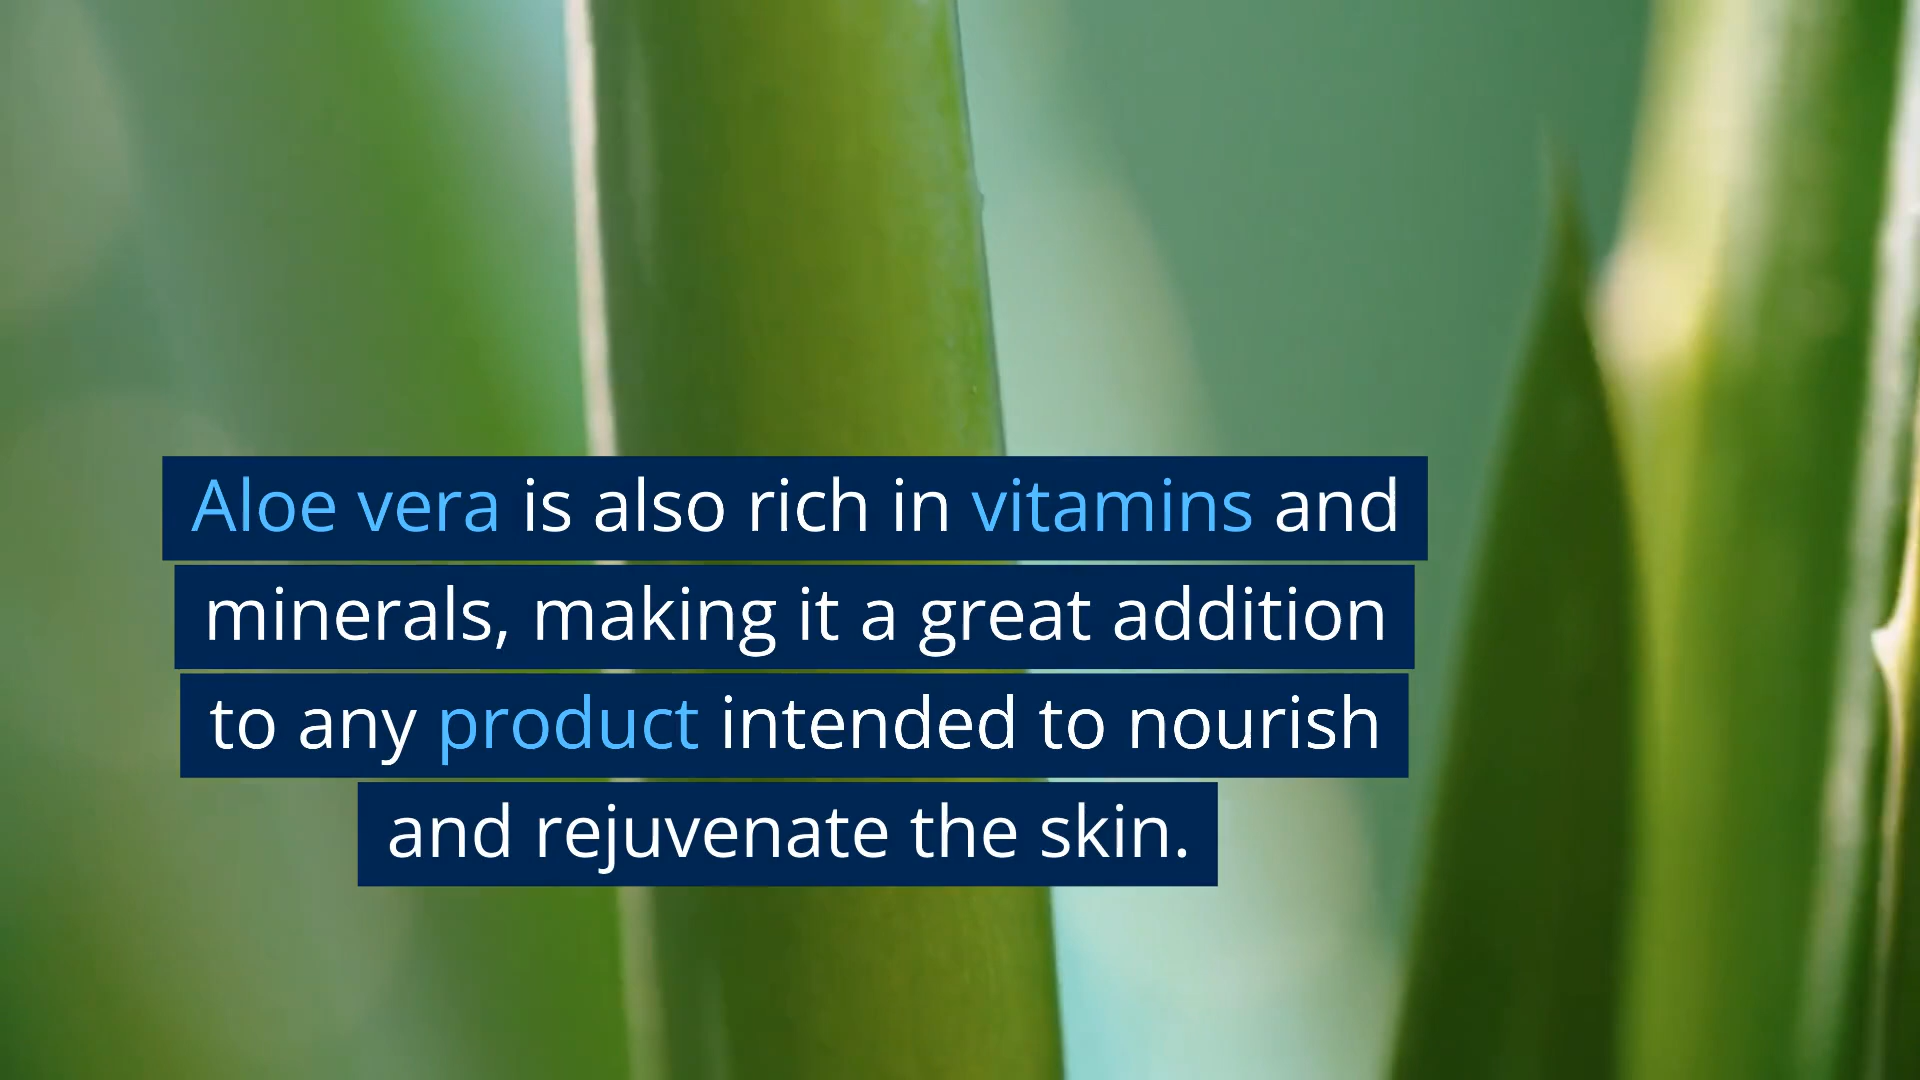 Aloe vera is also rich in vitamins and
minerals, making it a great addition
to any product intended to nourish
and rejuvenate the skin.